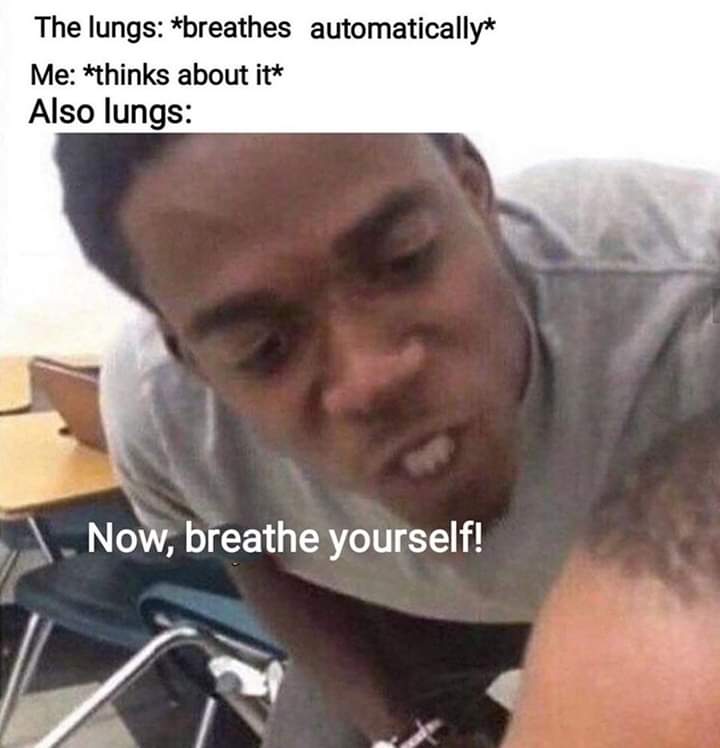 The lungs: *breathes automatically*
Me: *thinks about it*
Also lungs:
Now, breathe yourself!